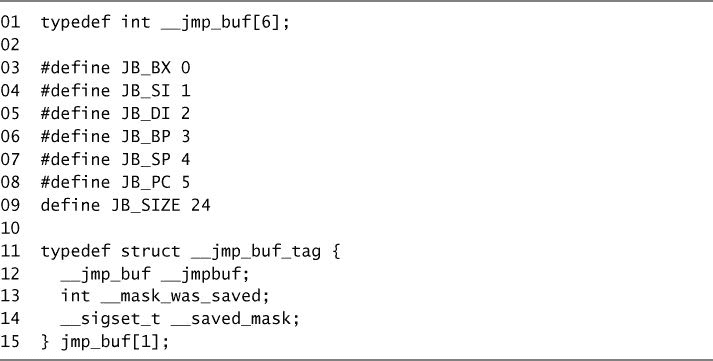 01 typedef int __jmp_buf[6];
02
03 #define JB_BX 0
04 #define JB_SI 1
05 #define JB_DI 2
06 #define JB_BP 3
07 #define JB_SP 4
08 #define JB_PC 5
09 define JB_SIZE 24
10
11 typedef struct __jmp_buf_tag {
12   __jmp_buf __jmpbuf;
13   int __mask_was_saved;
14   __sigset_t __saved_mask;
15 } jmp_buf[1];